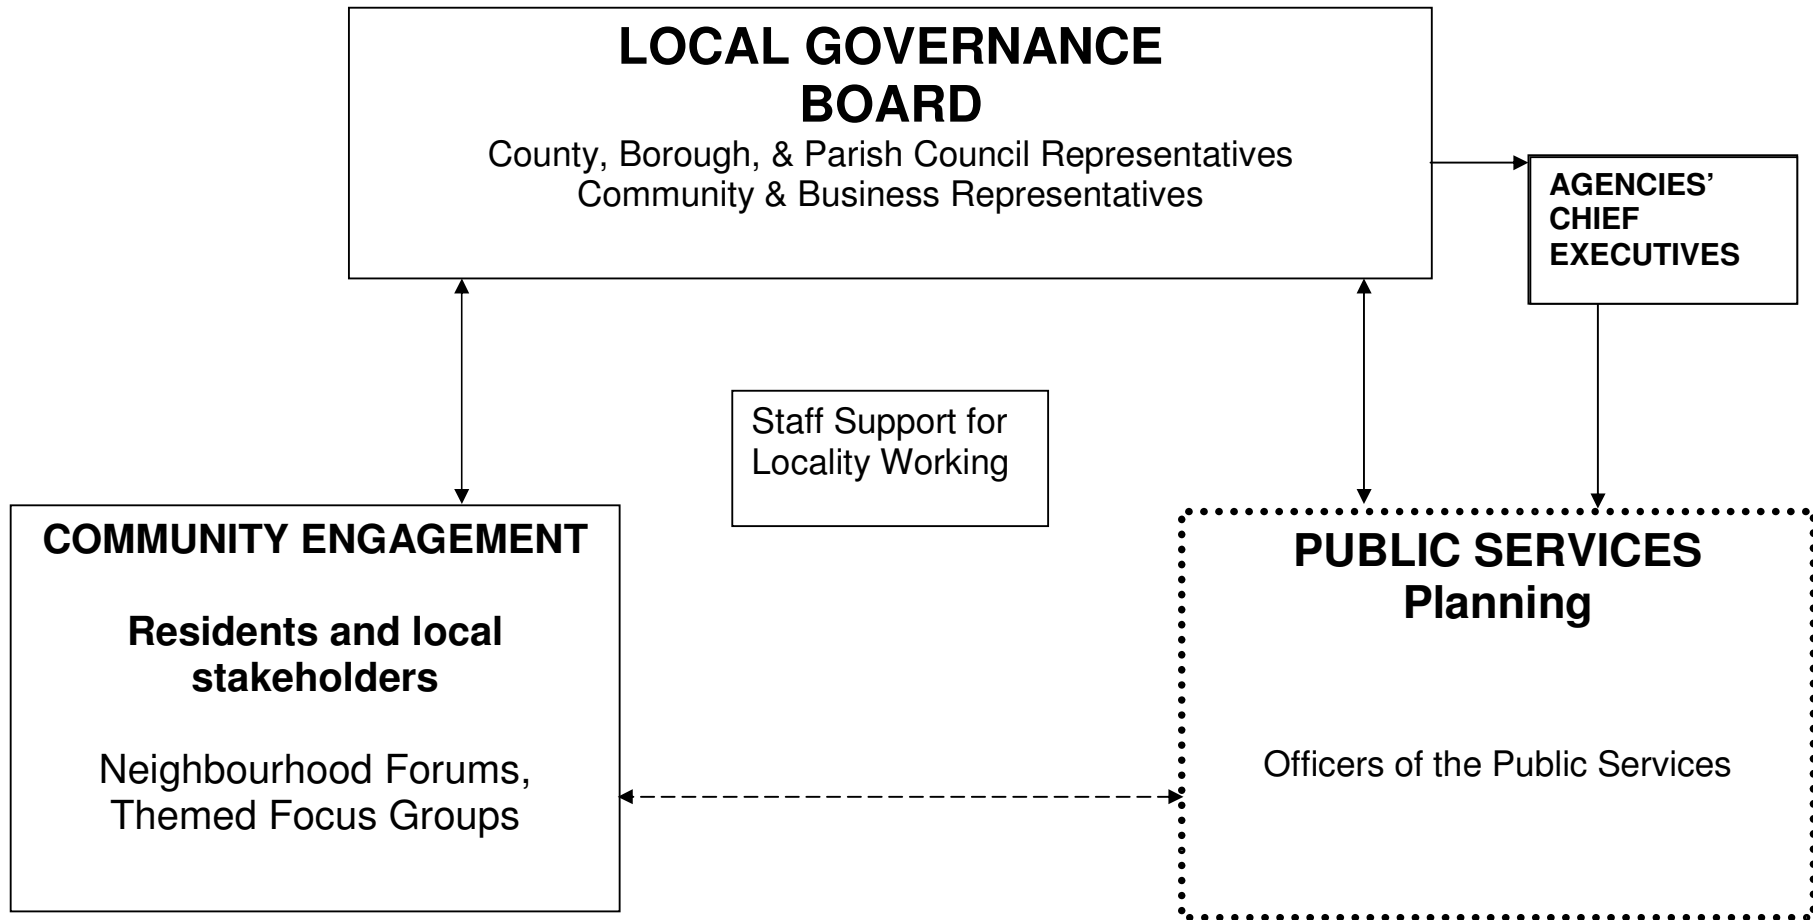 LOCAL GOVERNANCE
BOARD
County, Borough, & Parish Council Representatives
Community & Business Representatives
AGENCIES’
CHIEF
EXECUTIVES
Staff Support for
Locality Working
COMMUNITY ENGAGEMENT
Residents and local
stakeholders
Neighbourhood Forums,
Themed Focus Groups
PUBLIC SERVICES
Planning
Officers of the Public Services